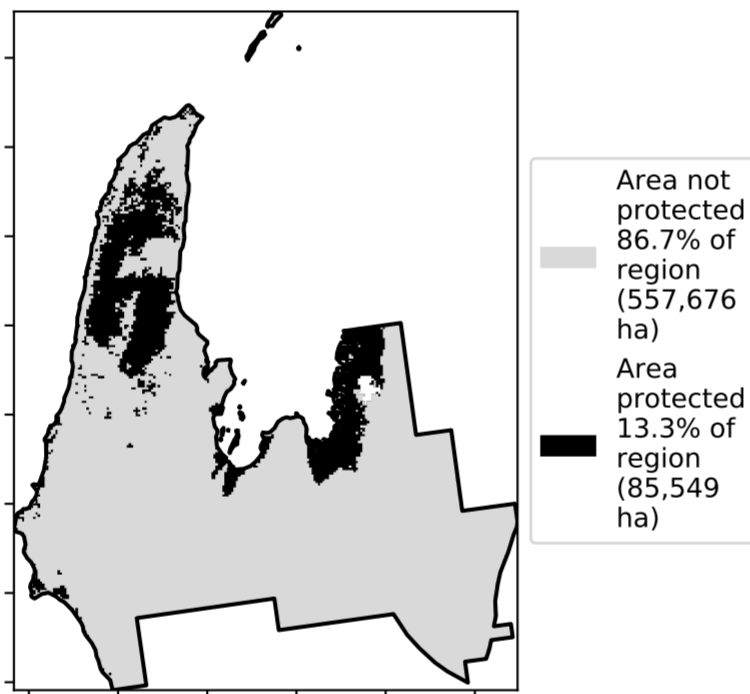 Area not
protected
86.7% of
region
(557,676
ha)
Area
protected
13.3% of
region
(85,549
ha)